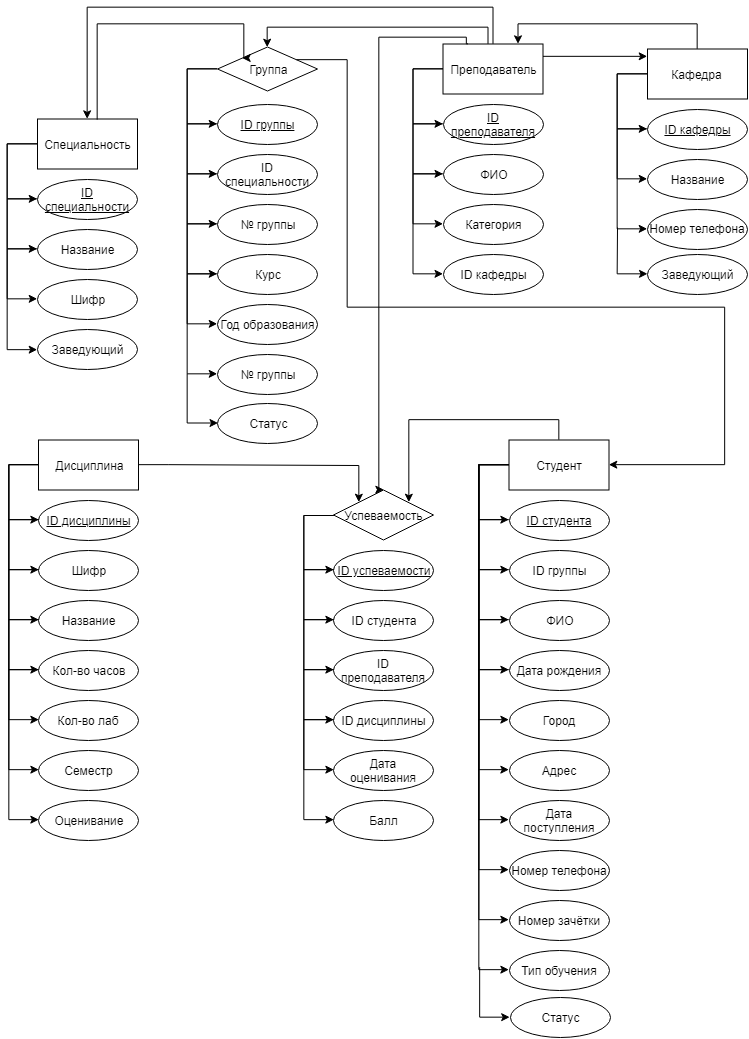 Группа
Преподаватель
Кафедра
Специальность
ID группы
ID
специальности
№ группы
Курс
Год образования
№ группы
Статус
ID
преподавателя
ФИО
Категория
ID кафедры
ID кафедры
Название
Номер телефона
Заведующий
ID
специальности
Название
Шифр
Заведующий
Дисциплина
ID дисциплины
Шифр
Название
Кол-во часов
Кол-во лаб
Семестр
Оценивание
Успеваемость
ID успеваемости
ID студента
ID
преподавателя
ID дисциплины
Дата
оценивания
Балл
Студент
ID студента
ID группы
ФИО
Дата рождения
Город
Адрес
Дата
поступления
Номер телефона
Номер зачётки
Тип обучения
Статус